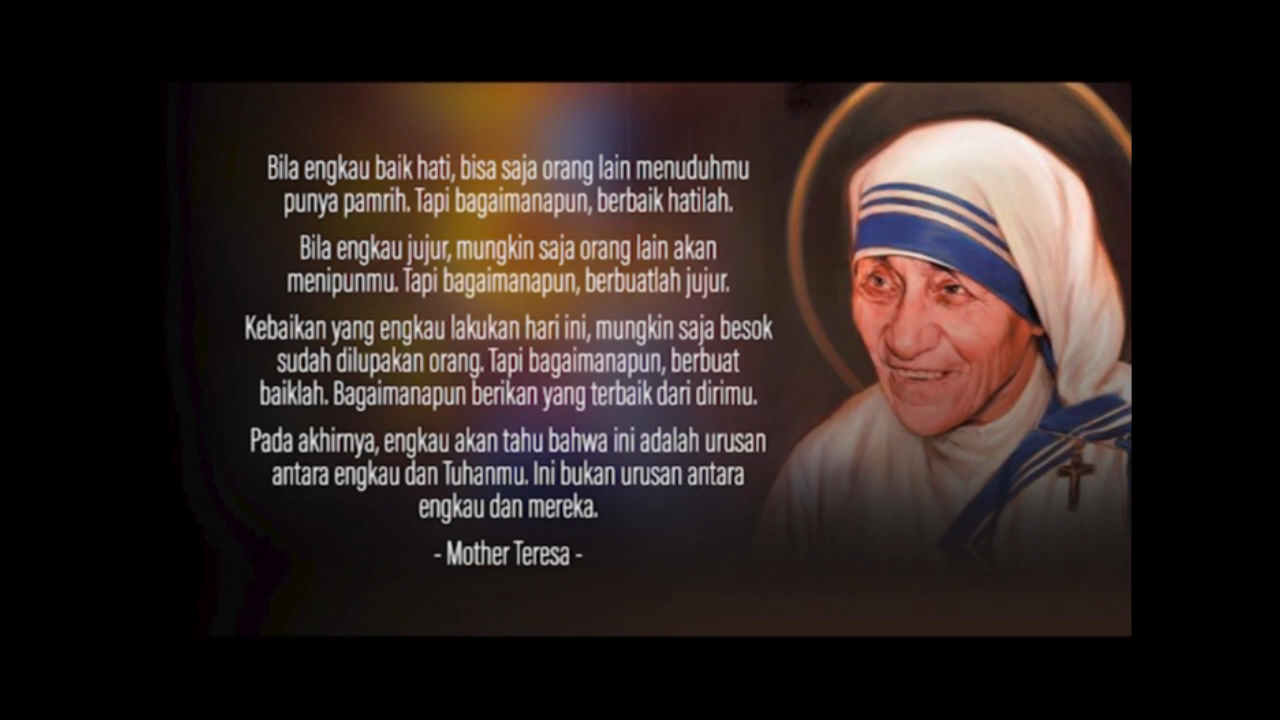 Bila engkau baik hati, bisa saja orang lain menuduhmu
punya pamrih. Tapi bagaimanapun, berbaik hatilah.
Bila engkau jujur, mungkin saja orang lain akan
menipunmu. Tapi bagaimanapun, berbuatlah jujur.
Kebaikan yang engkau lakukan hari ini, mungkin saja besok
sudah dilupakan orang. Tapi bagaimanapun, berbuat
baiklah. Bagaimanapun berikan yang terbaik dari dirimu.
Pada akhirnya, engkau akan tahu bahwa ini adalah urusan
antara engkau dan Tuhanmu. Ini bukan urusan antara
engkau dan mereka.
- Mother Teresa -